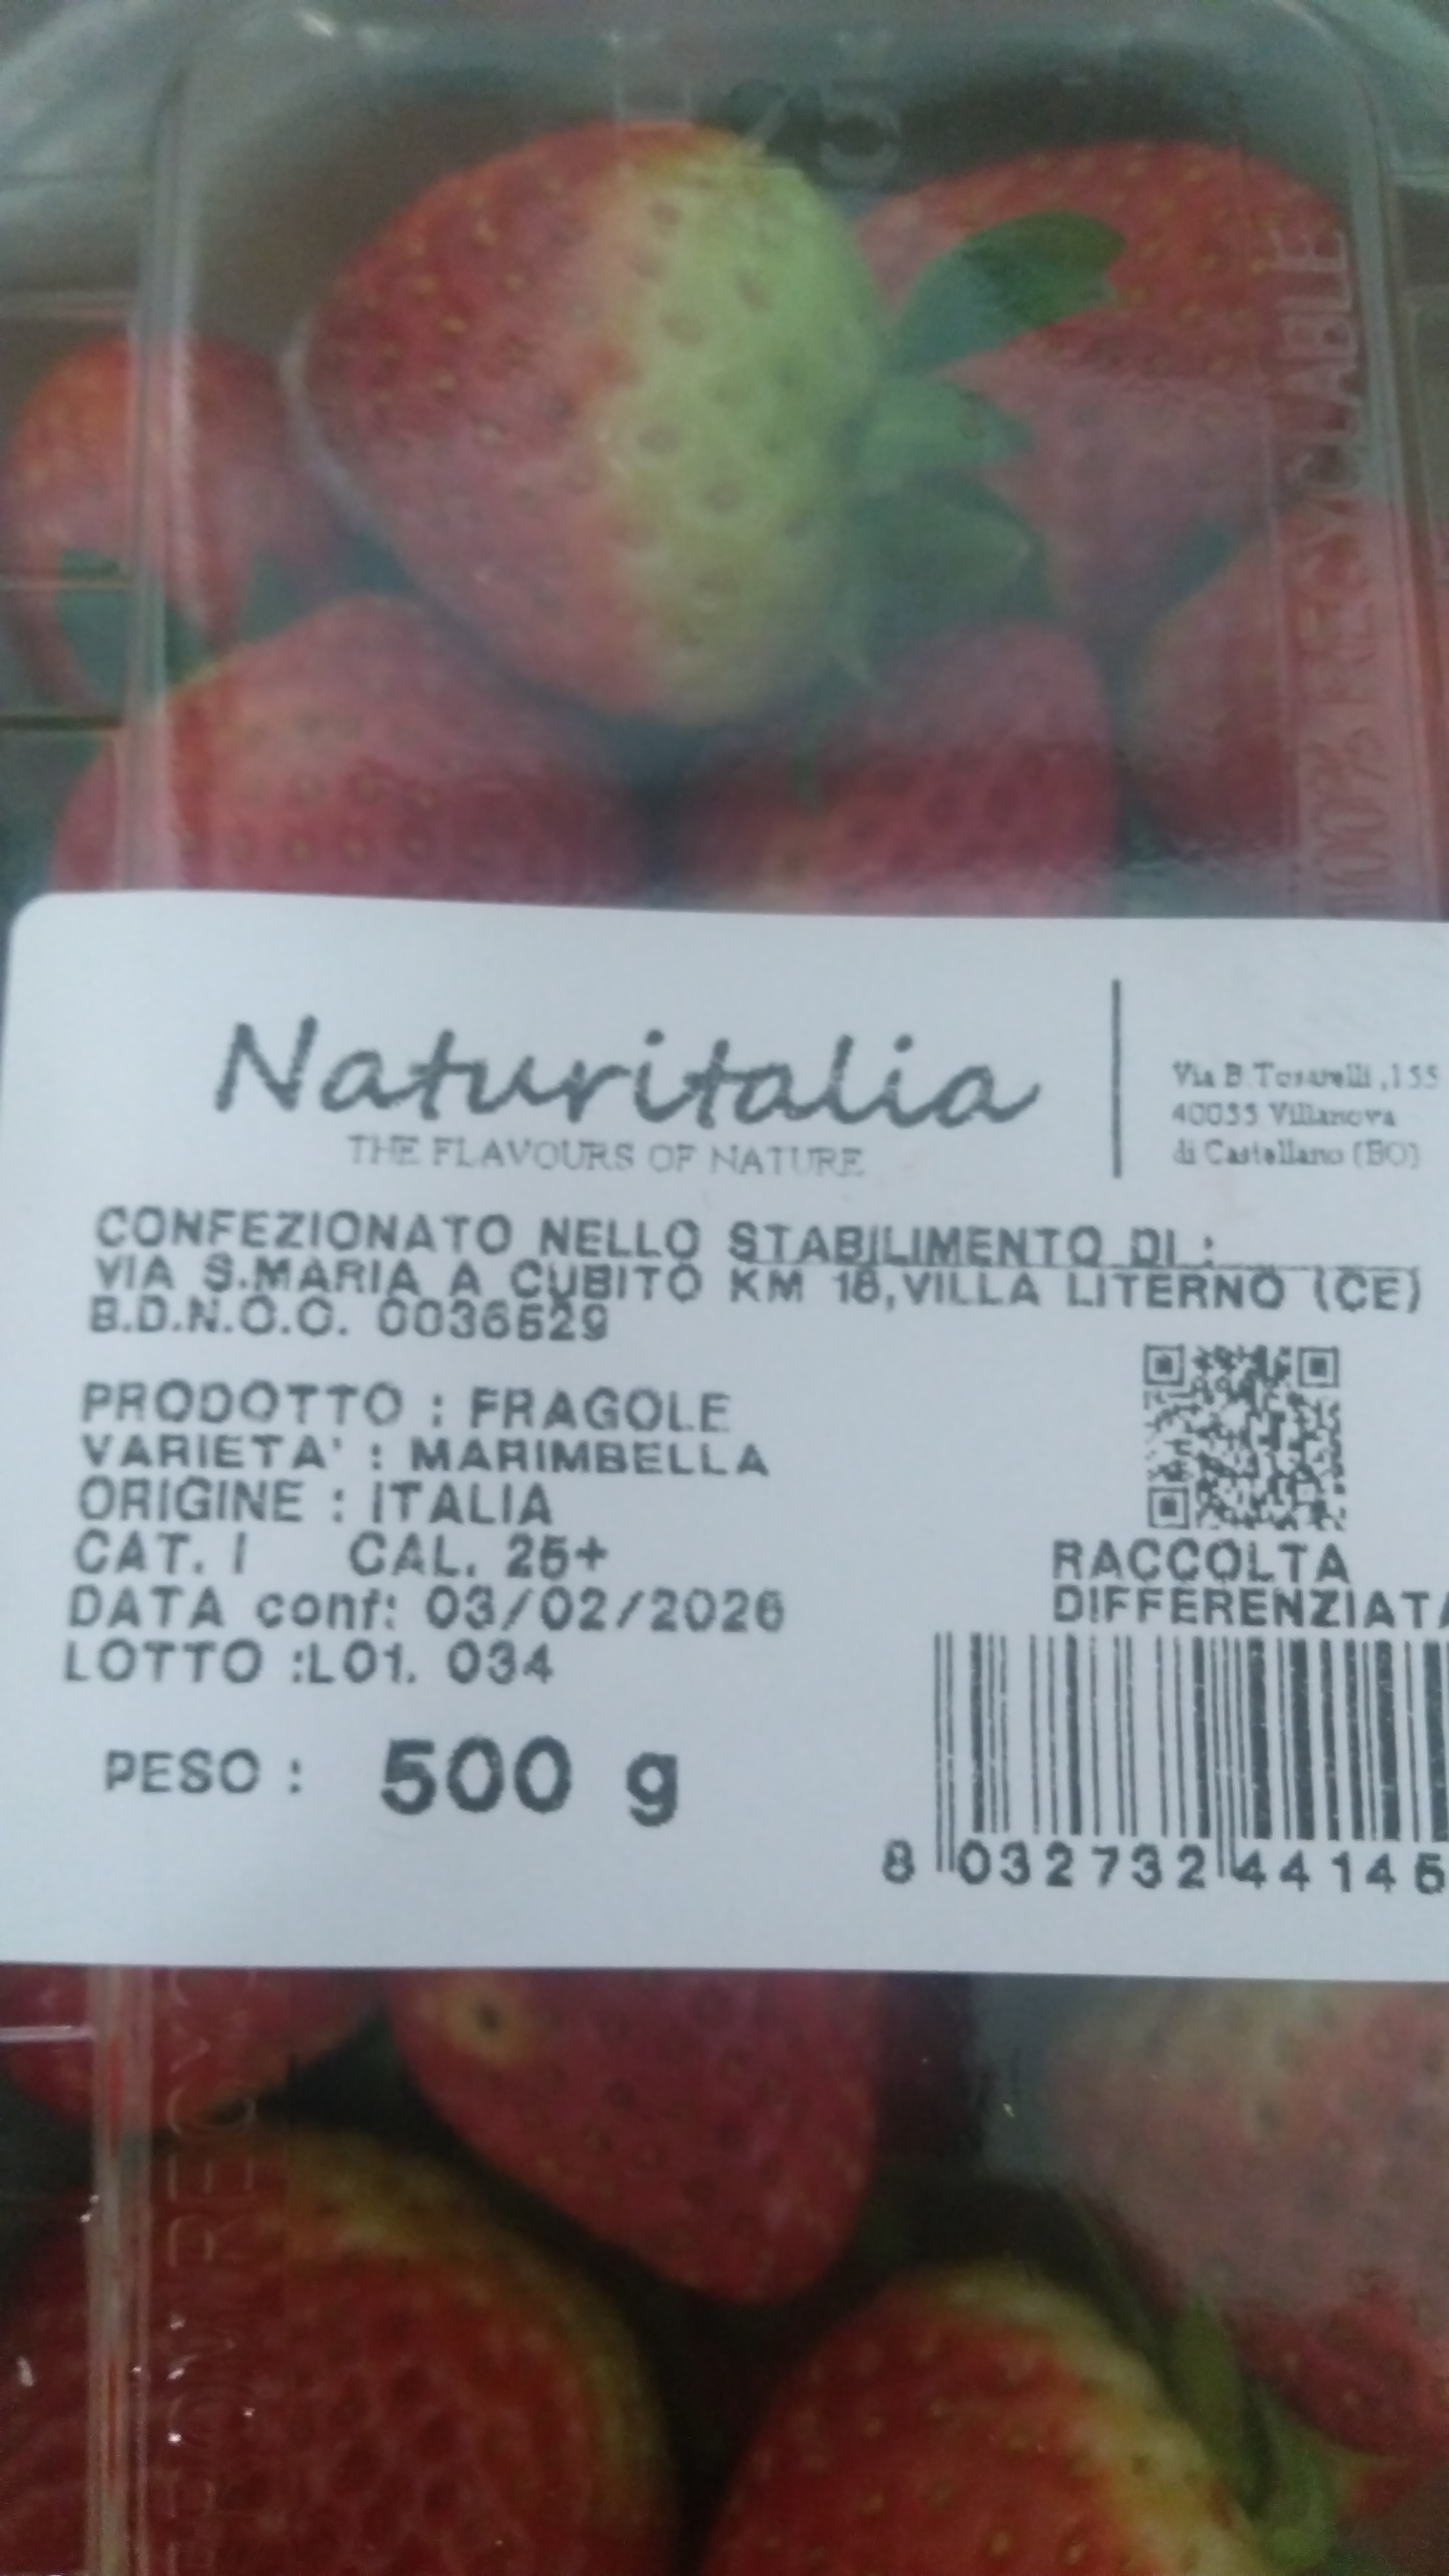 100% RECYCLABLE
Naturitalia
THE FLAVOURS OF NATURE
Via B. Tosarelli ,155
40055 Villanova
di Castellano (BO)
CONFEZIONATO NELLO STABILIMENTO DI :
VIA S.MARIA A CUBITO KM 18,VILLA LITERNO (CE)
B.D.N.O.O. 0036529
PRODOTTO : FRAGOLE
VARIETA' : MARIMBELLA
ORIGINE : ITALIA
CAT. I CAL. 25+
DATA conf: 03/02/2026
LOTTO :L01. 034
PESO : 500 g
RACCOLTA
DIFFERENZIATA
8 032732 44145